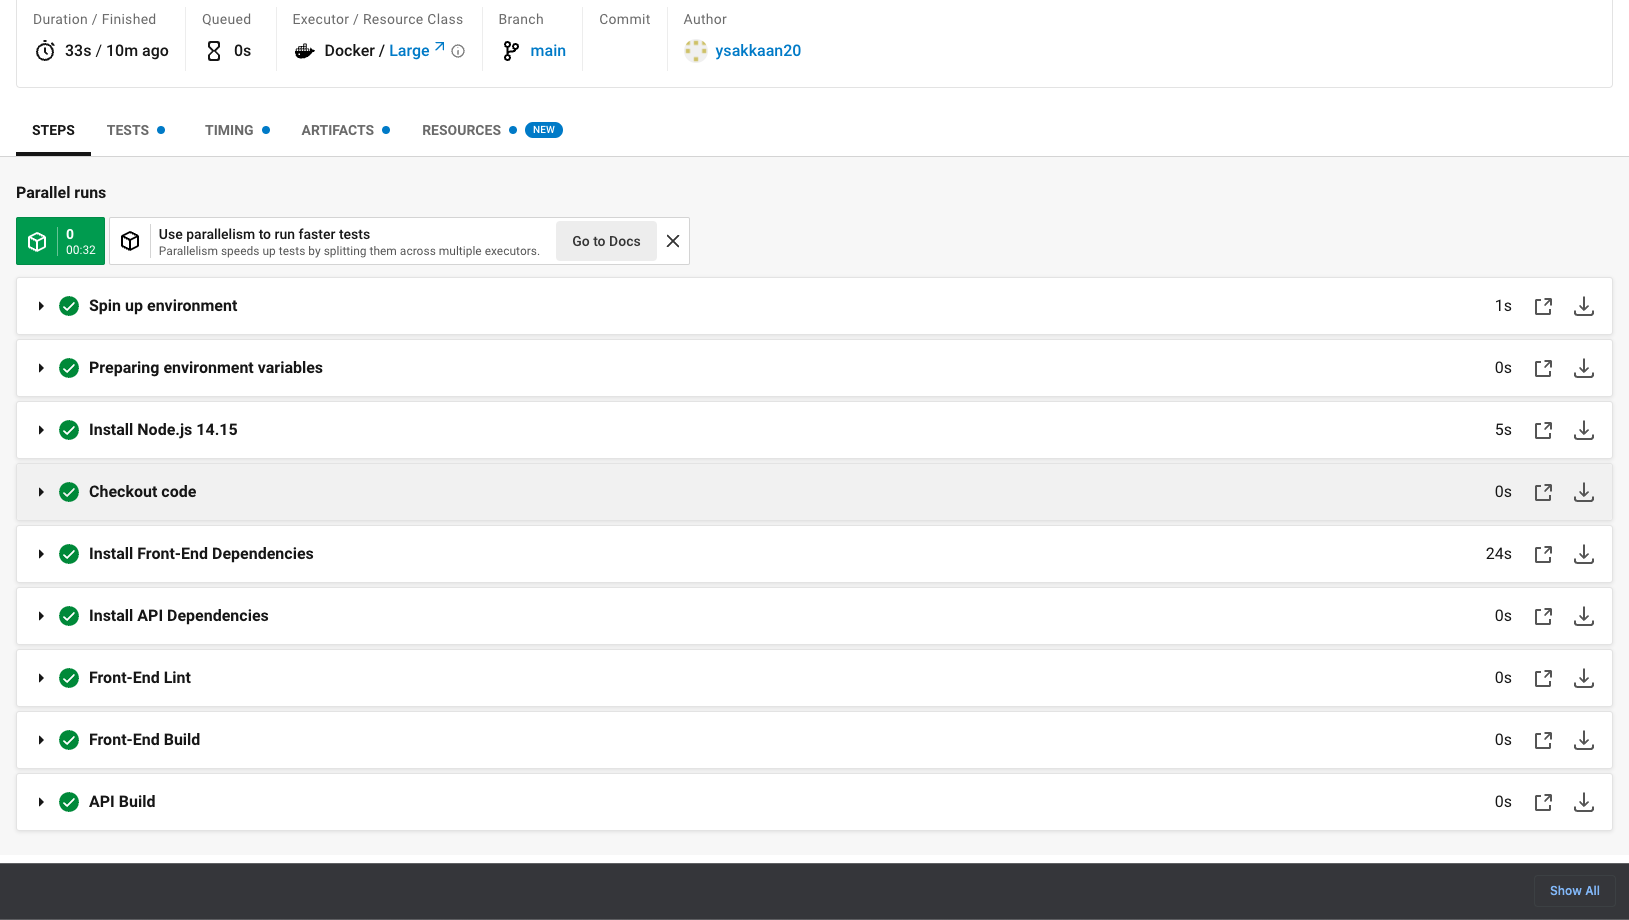 Duration / Finished
Queued
Executor / Resource Class
Branch
Commit
Author
33s / 10m ago
0s
Docker / Large
main
ysakkaan20
STEPS
TESTS
TIMING
ARTIFACTS
RESOURCES
NEW
Parallel runs
0
00:32
Use parallelism to run faster tests
Parallelism speeds up tests by splitting them across multiple executors.
Go to Docs
Spin up environment 1s
Preparing environment variables 0s
Install Node.js 14.15 5s
Checkout code 0s
Install Front-End Dependencies 24s
Install API Dependencies 0s
Front-End Lint 0s
Front-End Build 0s
API Build 0s
Show All